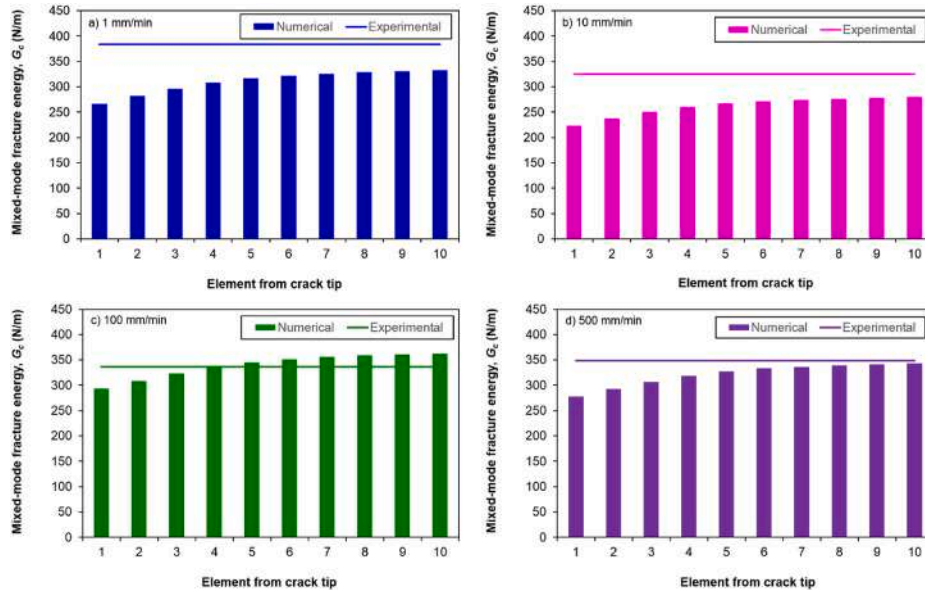 a) 1 mm/min
Numerical Experimental
Mixed-mode fracture energy, Gc (N/m)
450
400
350
300
250
200
150
100
50
0
1 2 3 4 5 6 7 8 9 10
Element from crack tip
b) 10 mm/min
Numerical Experimental
Mixed-mode fracture energy, Gc (N/m)
450
400
350
300
250
200
150
100
50
0
1 2 3 4 5 6 7 8 9 10
Element from crack tip
c) 100 mm/min
Numerical Experimental
Mixed-mode fracture energy, Gc (N/m)
450
400
350
300
250
200
150
100
50
0
1 2 3 4 5 6 7 8 9 10
Element from crack tip
d) 500 mm/min
Numerical Experimental
Mixed-mode fracture energy, Gc (N/m)
450
400
350
300
250
200
150
100
50
0
1 2 3 4 5 6 7 8 9 10
Element from crack tip